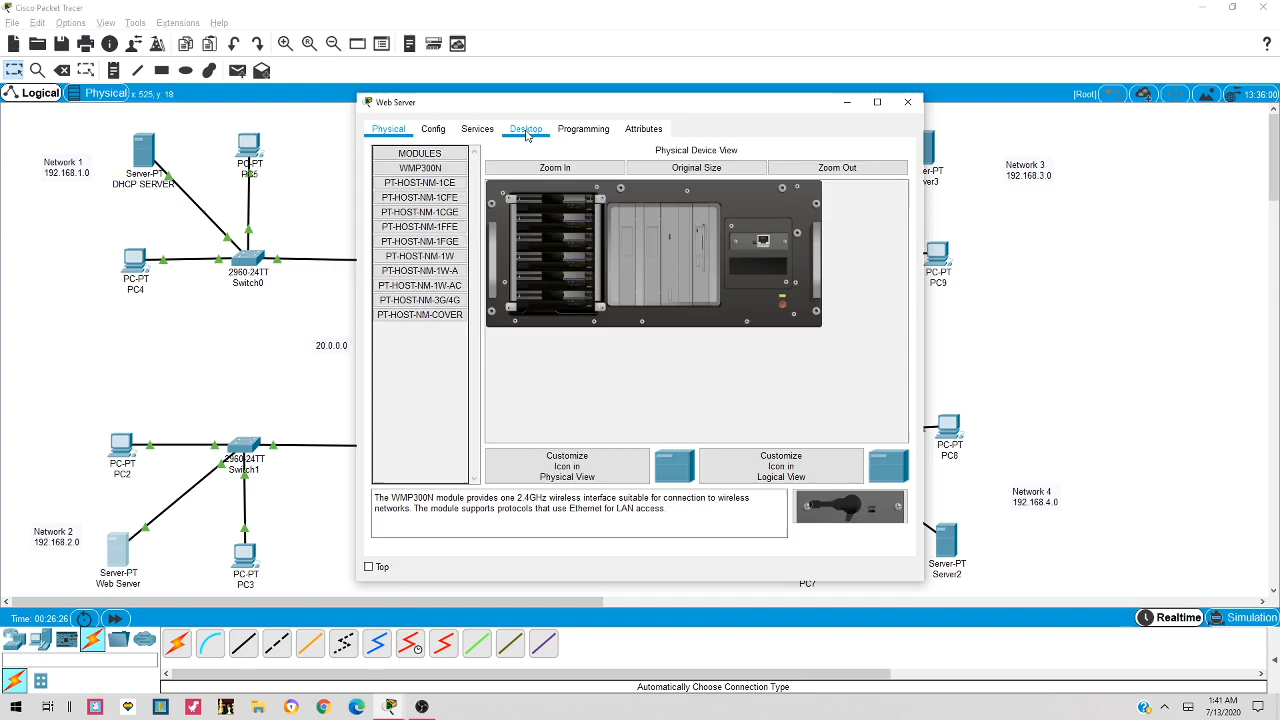 Cisco Packet Tracer
File Edit Options View Tools Extensions Help
Logical Physical x: 525, y: 18 [Root] 13:36:00
Web Server
Physical Config Services Desktop Programming Attributes
MODULES
WMP300N
PT-HOST-NM-1CE
PT-HOST-NM-1CFE
PT-HOST-NM-1CGE
PT-HOST-NM-1FFE
PT-HOST-NM-1FGE
PT-HOST-NM-1W
PT-HOST-NM-1W-A
PT-HOST-NM-1W-AC
PT-HOST-NM-3G/4G
PT-HOST-NM-COVER
Physical Device View
Zoom In Original Size Zoom Out
Customize
Icon in
Physical View
Customize
Icon in
Logical View
The WMP300N module provides one 2.4GHz wireless interface suitable for connection to wireless
networks. The module supports protocols that use Ethernet for LAN access.
Top
Network 1
192.168.1.0
Server-PT
DHCP SERVER
PC-PT
PC5
PC-PT
PC4
2960-24TT
Switch0
20.0.0.0
PC-PT
PC2
2960-24TT
Switch1
Network 2
192.168.2.0
Server-PT
Web Server
PC-PT
PC3
Network 3
192.168.3.0
PC-PT
PC9
PC-PT
PC8
Network 4
192.168.4.0
Server-PT
Server2
PC7
Time: 00:26:26 Realtime Simulation
Automatically Choose Connection Type
1:41 AM
7/13/2020